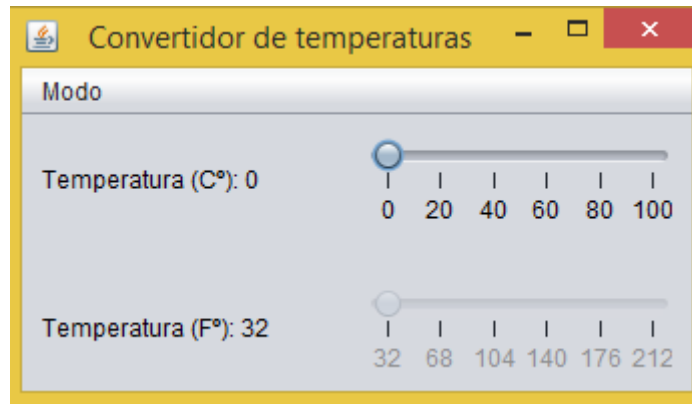 Convertidor de temperaturas
Modo
Temperatura (Cº): 0
0 20 40 60 80 100
Temperatura (Fº): 32
32 68 104 140 176 212